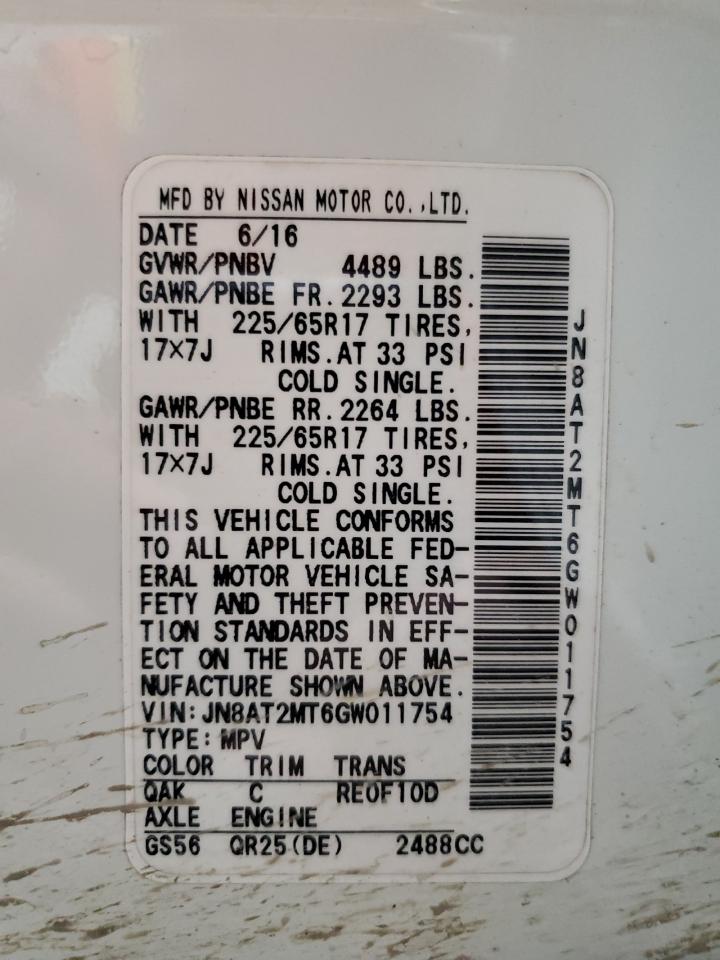 MFD BY NISSAN MOTOR CO.,LTD.
DATE 6/16
GVWR/PNBV 4489 LBS.
GAWR/PNBE FR.2293 LBS.
WITH 225/65R17 TIRES,
17×7J RIMS.AT 33 PSI
COLD SINGLE.
GAWR/PNBE RR.2264 LBS.
WITH 225/65R17 TIRES,
17×7J RIMS.AT 33 PSI
COLD SINGLE.
THIS VEHICLE CONFORMS
TO ALL APPLICABLE FED-
ERAL MOTOR VEHICLE SA-
FETY AND THEFT PREVEN-
TION STANDARDS IN EFF-
ECT ON THE DATE OF MA-
NUFACTURE SHOWN ABOVE.
VIN:JN8AT2MT6GW011754
TYPE:MPV
COLOR TRIM TRANS
QAK C RE0F10D
AXLE ENGINE
GS56 QR25(DE) 2488CC
JN8AT2MT6GW011754